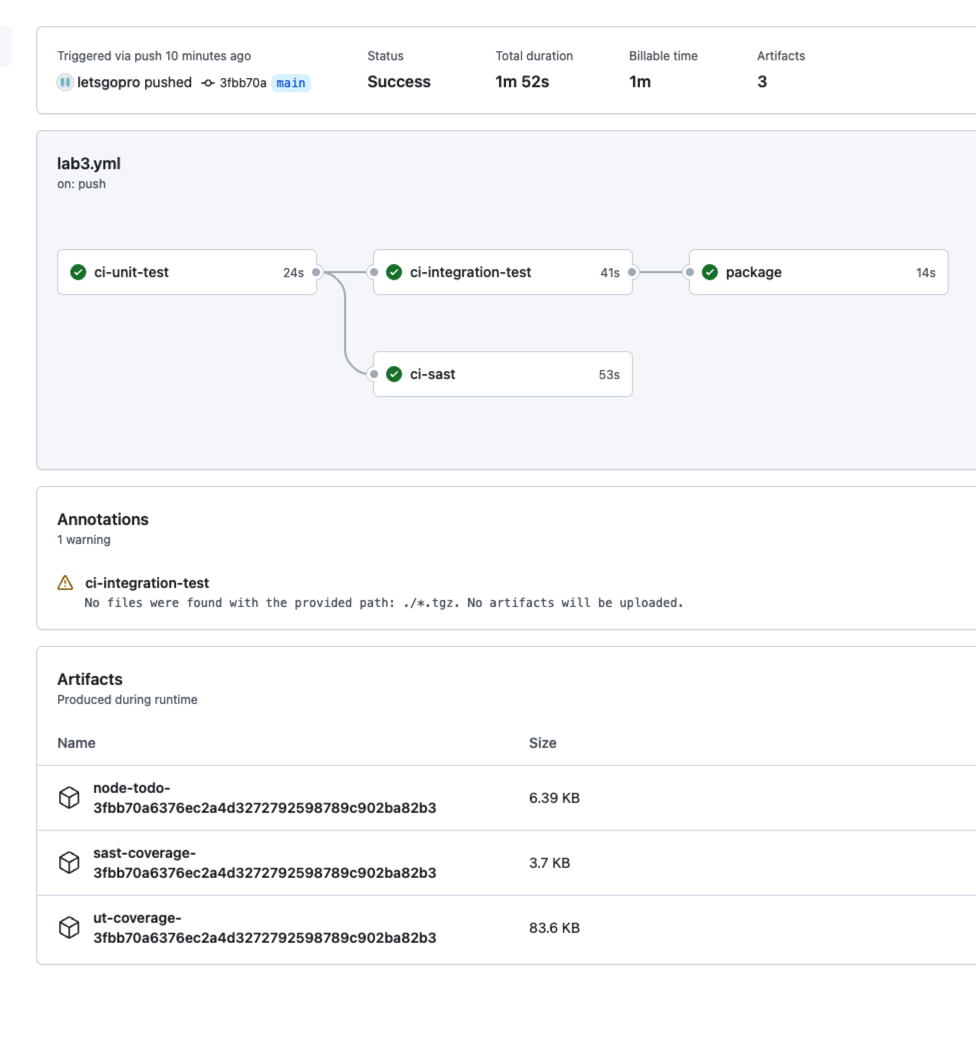 Triggered via push 10 minutes ago
letsgopro pushed 3fbb70a main
Status
Success
Total duration
1m 52s
Billable time
1m
Artifacts
3
lab3.yml
on: push
ci-unit-test 24s
ci-integration-test 41s
package 14s
ci-sast 53s
Annotations
1 warning
ci-integration-test
No files were found with the provided path: ./*.tgz. No artifacts will be uploaded.
Artifacts
Produced during runtime
Name Size
node-todo-
3fbb70a6376ec2a4d3272792598789c902ba82b3
6.39 KB
sast-coverage-
3fbb70a6376ec2a4d3272792598789c902ba82b3
3.7 KB
ut-coverage-
3fbb70a6376ec2a4d3272792598789c902ba82b3
83.6 KB